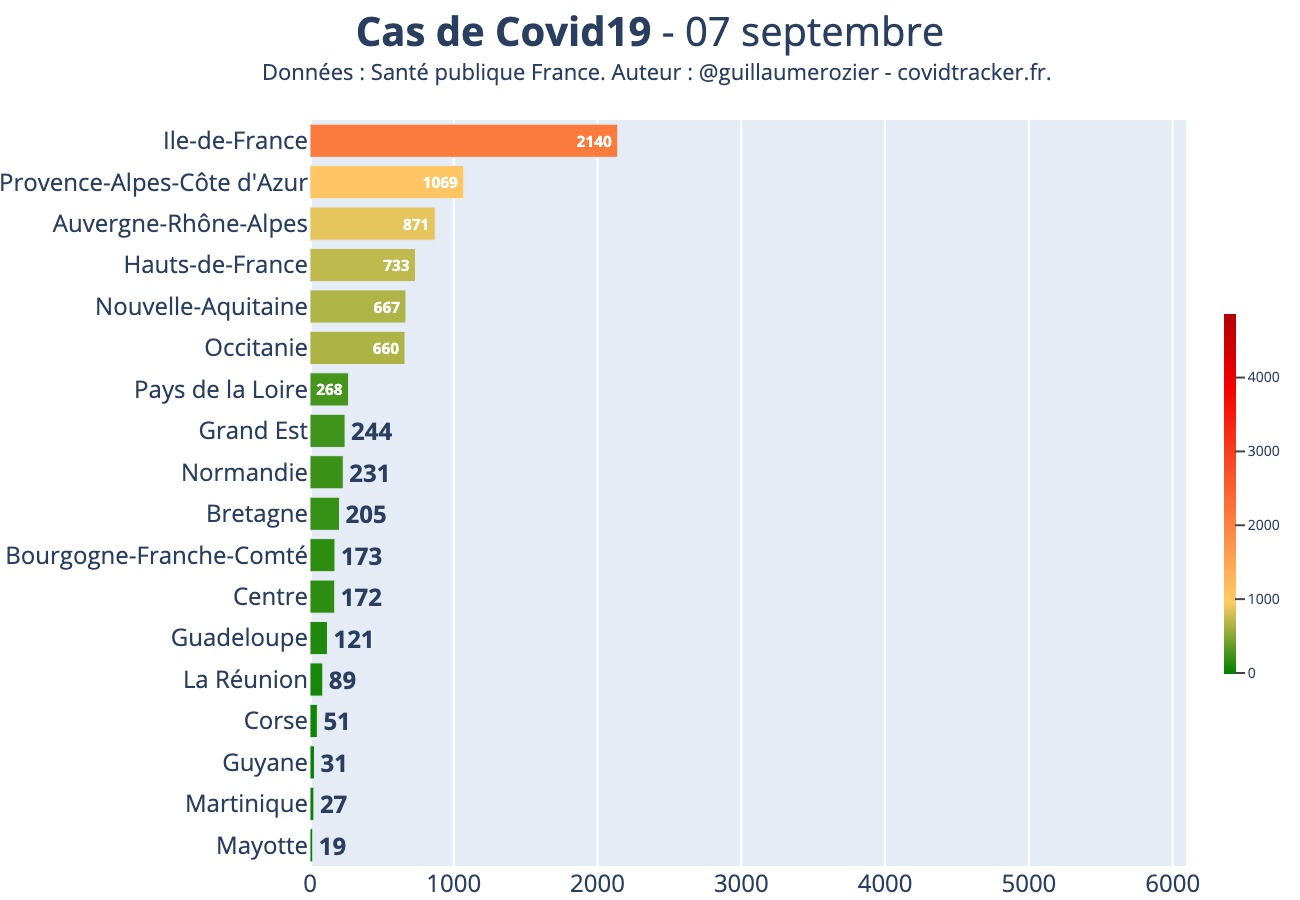 Cas de Covid19 - 07 septembre
Données : Santé publique France. Auteur : @guillaumerozier - covidtracker.fr.
Ile-de-France 2140
Provence-Alpes-Côte d'Azur 1069
Auvergne-Rhône-Alpes 871
Hauts-de-France 733
Nouvelle-Aquitaine 667
Occitanie 660
Pays de la Loire 268
Grand Est 244
Normandie 231
Bretagne 205
Bourgogne-Franche-Comté 173
Centre 172
Guadeloupe 121
La Réunion 89
Corse 51
Guyane 31
Martinique 27
Mayotte 19
0 1000 2000 3000 4000 5000 6000
4000
3000
2000
1000
0